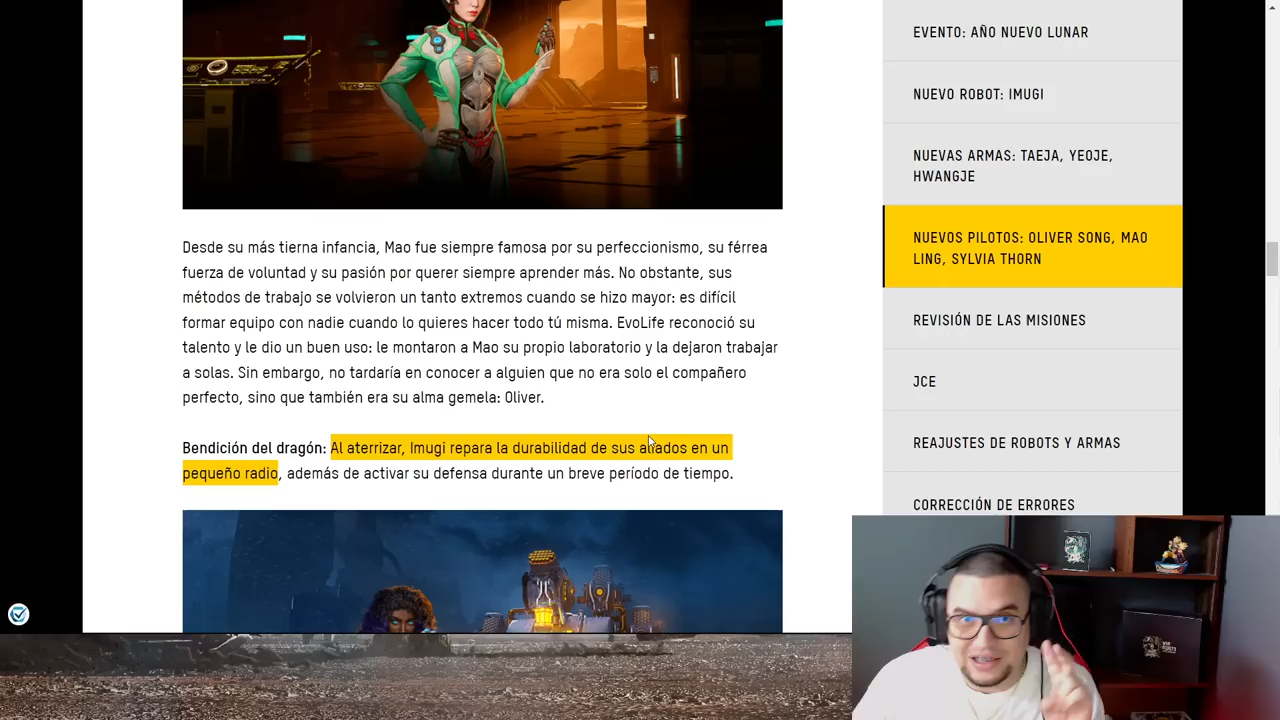 Desde su más tierna infancia, Mao fue siempre famosa por su perfeccionismo, su férrea
fuerza de voluntad y su pasión por querer siempre aprender más. No obstante, sus
métodos de trabajo se volvieron un tanto extremos cuando se hizo mayor: es difícil
formar equipo con nadie cuando lo quieres hacer todo tú misma. EvoLife reconoció su
talento y le dio un buen uso: le montaron a Mao su propio laboratorio y la dejaron trabajar
a solas. Sin embargo, no tardaría en conocer a alguien que no era solo el compañero
perfecto, sino que también era su alma gemela: Oliver.
Bendición del dragón: Al aterrizar, Imugi repara la durabilidad de sus aliados en un
pequeño radio, además de activar su defensa durante un breve período de tiempo.
EVENTO: AÑO NUEVO LUNAR
NUEVO ROBOT: IMUGI
NUEVAS ARMAS: TAEJA, YEOJE,
HWANGJE
NUEVOS PILOTOS: OLIVER SONG, MAO
LING, SYLVIA THORN
REVISIÓN DE LAS MISIONES
JCE
REAJUSTES DE ROBOTS Y ARMAS
CORRECCIÓN DE ERRORES